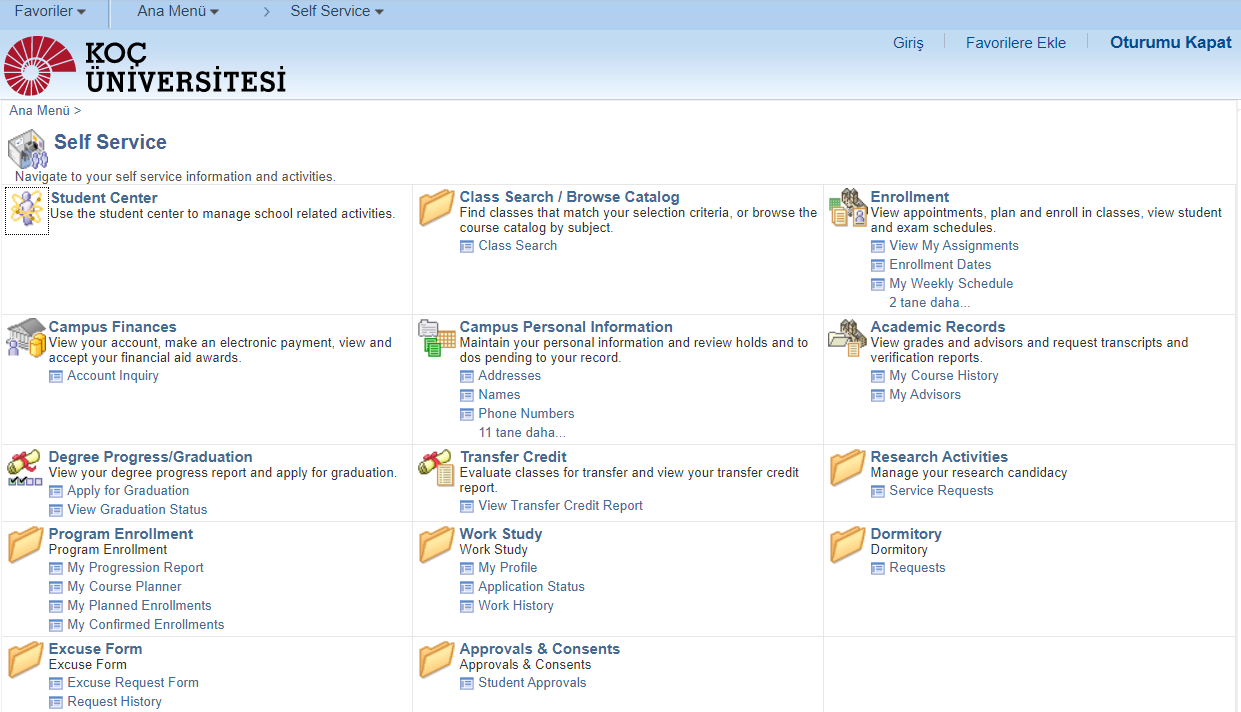 Favoriler
Ana Menü
Self Service
KOÇ
ÜNİVERSİTESİ
Giriş
Favorilere Ekle
Oturumu Kapat
Ana Menü >
Self Service
Navigate to your self service information and activities.
Student Center
Use the student center to manage school related activities.
Class Search / Browse Catalog
Find classes that match your selection criteria, or browse the
course catalog by subject.
Class Search
Enrollment
View appointments, plan and enroll in classes, view student
and exam schedules.
View My Assignments
Enrollment Dates
My Weekly Schedule
2 tane daha...
Campus Finances
View your account, make an electronic payment, view and
accept your financial aid awards.
Account Inquiry
Campus Personal Information
Maintain your personal information and review holds and to
dos pending to your record.
Addresses
Names
Phone Numbers
11 tane daha...
Academic Records
View grades and advisors and request transcripts and
verification reports.
My Course History
My Advisors
Degree Progress/Graduation
View your degree progress report and apply for graduation.
Apply for Graduation
View Graduation Status
Transfer Credit
Evaluate classes for transfer and view your transfer credit
report.
View Transfer Credit Report
Research Activities
Manage your research candidacy
Service Requests
Program Enrollment
Program Enrollment
My Progression Report
My Course Planner
My Planned Enrollments
My Confirmed Enrollments
Work Study
Work Study
My Profile
Application Status
Work History
Dormitory
Dormitory
Requests
Excuse Form
Excuse Form
Excuse Request Form
Request History
Approvals & Consents
Approvals & Consents
Student Approvals